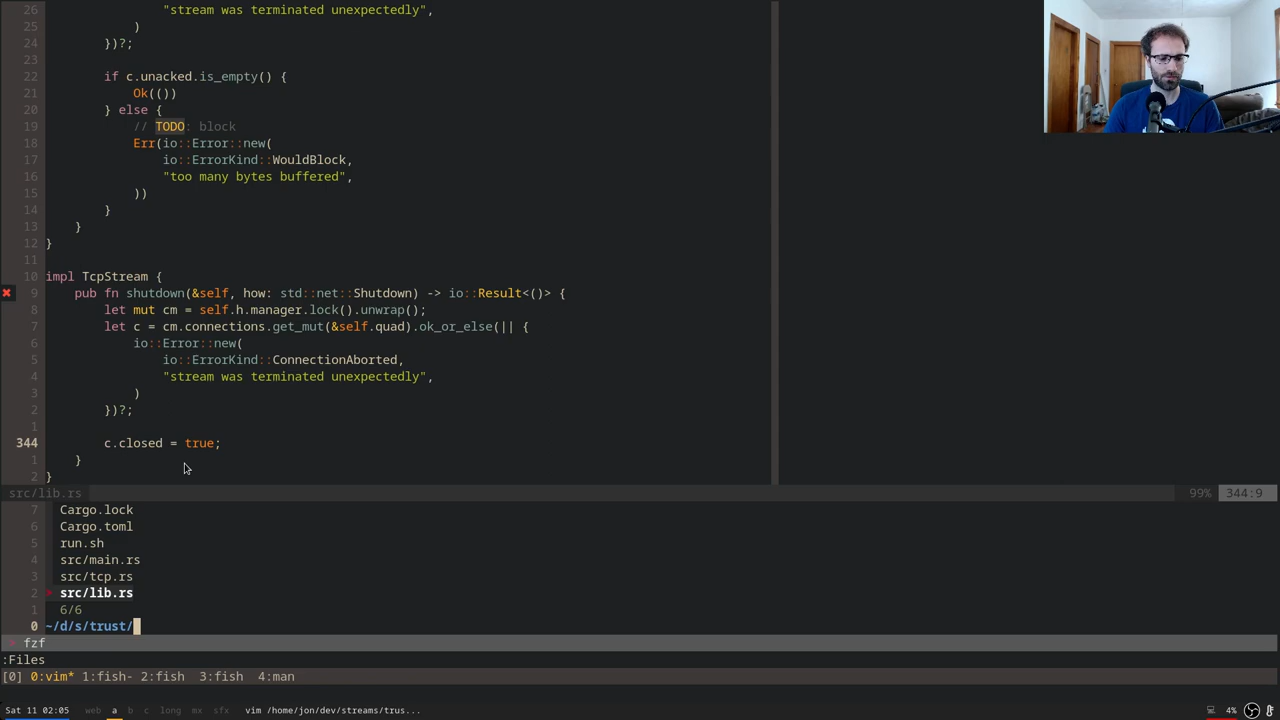 26                 "stream was terminated unexpectedly",
25             )
24         })?;
23
22         if c.unacked.is_empty() {
21             Ok(())
20         } else {
19             // TODO: block
18             Err(io::Error::new(
17                 io::ErrorKind::WouldBlock,
16                 "too many bytes buffered",
15             ))
14         }
13     }
12 }
11
10 impl TcpStream {
✖ 9     pub fn shutdown(&self, how: std::net::Shutdown) -> io::Result<()> {
8         let mut cm = self.h.manager.lock().unwrap();
7         let c = cm.connections.get_mut(&self.quad).ok_or_else(|| {
6             io::Error::new(
5                 io::ErrorKind::ConnectionAborted,
4                 "stream was terminated unexpectedly",
3             )
2         })?;
1
344         c.closed = true;
1     }
2 }
src/lib.rs 99% 344:9
7   Cargo.lock
6   Cargo.toml
5   run.sh
4   src/main.rs
3   src/tcp.rs
2 > src/lib.rs
1   6/6
0 ~/d/s/trust/
> fzf
:Files
[0] 0:vim* 1:fish- 2:fish 3:fish 4:man
Sat 11 02:05 web a b c long mx sfx vim /home/jon/dev/streams/trus... 4%